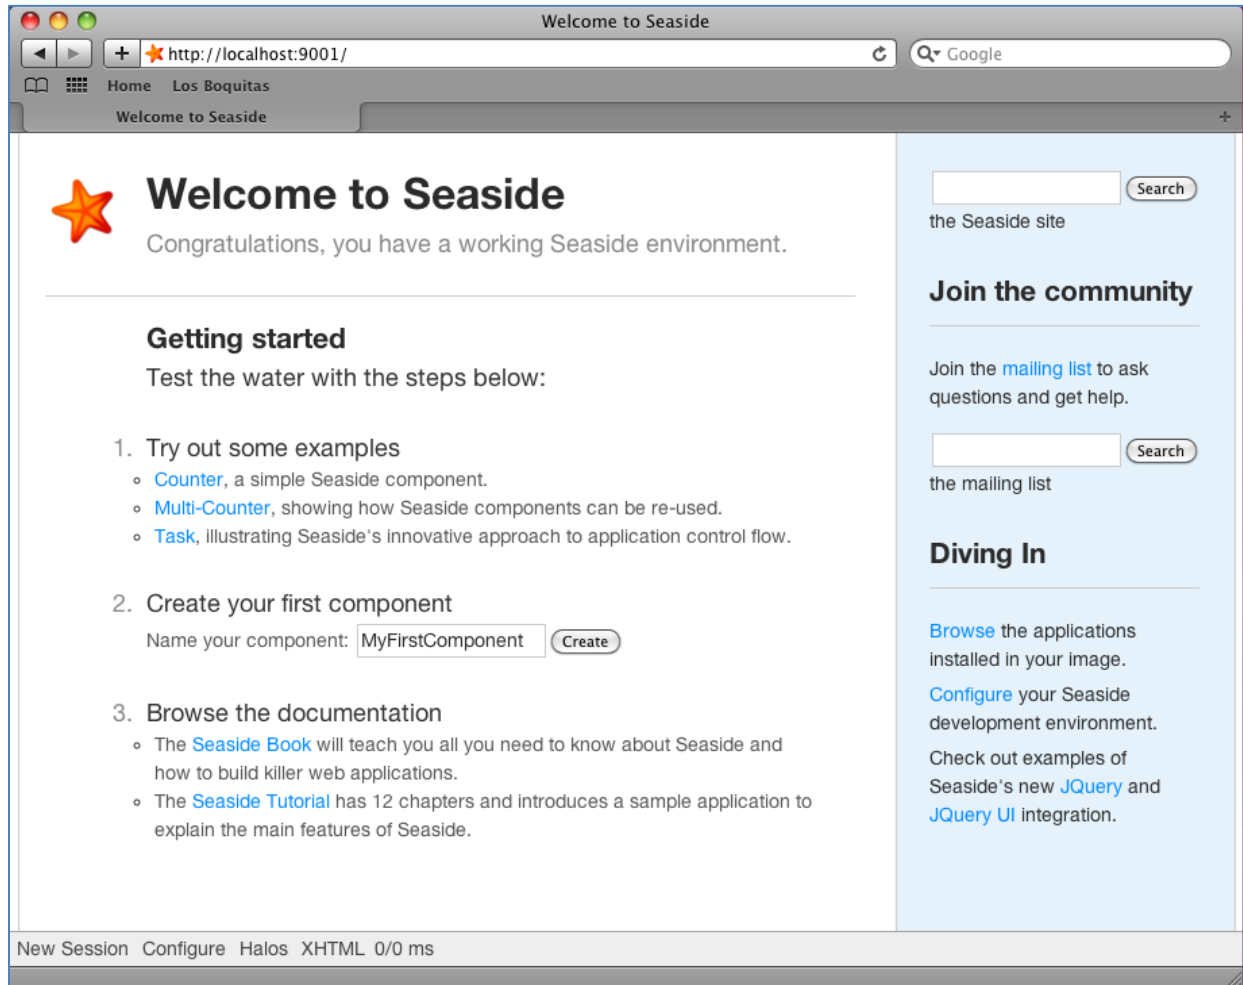 Welcome to Seaside
http://localhost:9001/
Google
Home Los Boquitas
Welcome to Seaside
Welcome to Seaside
Congratulations, you have a working Seaside environment.
Getting started
Test the water with the steps below:
1. Try out some examples
Counter, a simple Seaside component.
Multi-Counter, showing how Seaside components can be re-used.
Task, illustrating Seaside's innovative approach to application control flow.
2. Create your first component
Name your component: MyFirstComponent Create
3. Browse the documentation
The Seaside Book will teach you all you need to know about Seaside and
how to build killer web applications.
The Seaside Tutorial has 12 chapters and introduces a sample application to
explain the main features of Seaside.
Search
the Seaside site
Join the community
Join the mailing list to ask
questions and get help.
Search
the mailing list
Diving In
Browse the applications
installed in your image.
Configure your Seaside
development environment.
Check out examples of
Seaside's new JQuery and
JQuery UI integration.
New Session Configure Halos XHTML 0/0 ms